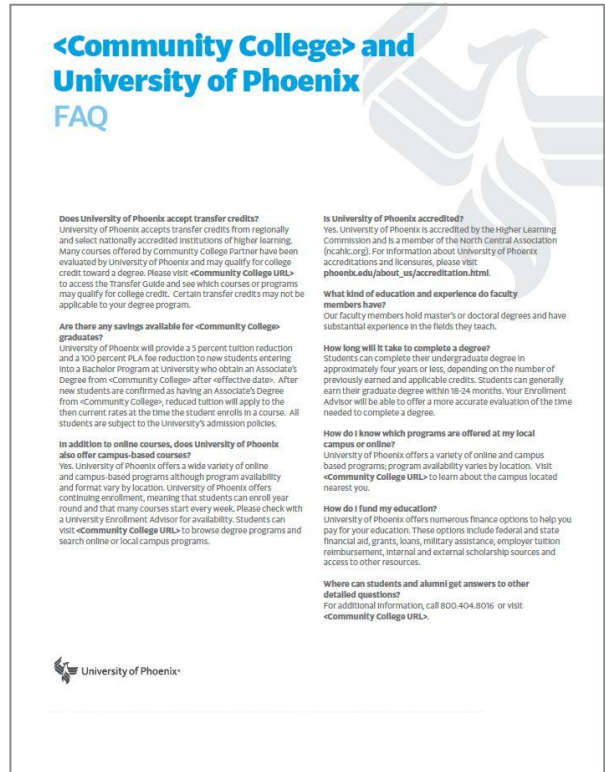 <Community College> and
University of Phoenix
FAQ
Does University of Phoenix accept transfer credits?
University of Phoenix accepts transfer credits from regionally
and select nationally accredited institutions of higher learning.
Many courses offered by Community College Partner have been
evaluated by University of Phoenix and may qualify for college
credit toward a degree. Please visit <Community College URL>
to access the Transfer Guide and see which courses or programs
may qualify for college credit. Certain transfer credits may not be
applicable to your degree program.
Are there any savings available for <Community College>
graduates?
University of Phoenix will provide a 5 percent tuition reduction
and a 100 percent PLA fee reduction to new students entering
into a Bachelor Program at University who obtain an Associate's
Degree from <Community College> after <effective date>. After
new students are confirmed as having an Associate's Degree
from <Community College>, reduced tuition will apply to the
then current rates at the time the student enrolls in a course. All
students are subject to the University's admission policies.
In addition to online courses, does University of Phoenix
also offer campus-based courses?
Yes. University of Phoenix offers a wide variety of online
and campus-based programs although program availability
and format vary by location. University of Phoenix offers
continuing enrollment, meaning that students can enroll year
round and that many courses start every week. Please check with
a University Enrollment Advisor for availability. Students can
visit <Community College URL> to browse degree programs and
search online or local campus programs.
Is University of Phoenix accredited?
Yes. University of Phoenix is accredited by the Higher Learning
Commission and is a member of the North Central Association
(ncahlc.org). For information about University of Phoenix
accreditations and licensures, please visit
phoenix.edu/about_us/accreditation.html.
What kind of education and experience do faculty
members have?
Our faculty members hold master's or doctoral degrees and have
substantial experience in the fields they teach.
How long will it take to complete a degree?
Students can complete their undergraduate degree in
approximately four years or less, depending on the number of
previously earned and applicable credits. Students can generally
earn their graduate degree within 18-24 months. Your Enrollment
Advisor will be able to offer a more accurate evaluation of the time
needed to complete a degree.
How do I know which programs are offered at my local
campus or online?
University of Phoenix offers a variety of online and campus
based programs; program availability varies by location. Visit
<Community College URL> to learn about the campus located
nearest you.
How do I fund my education?
University of Phoenix offers numerous finance options to help you
pay for your education. These options include federal and state
financial aid, grants, loans, military assistance, employer tuition
reimbursement, internal and external scholarship sources and
access to other resources.
Where can students and alumni get answers to other
detailed questions?
For additional information, call 800.404.8016 or visit
<Community College URL>.
University of Phoenix®